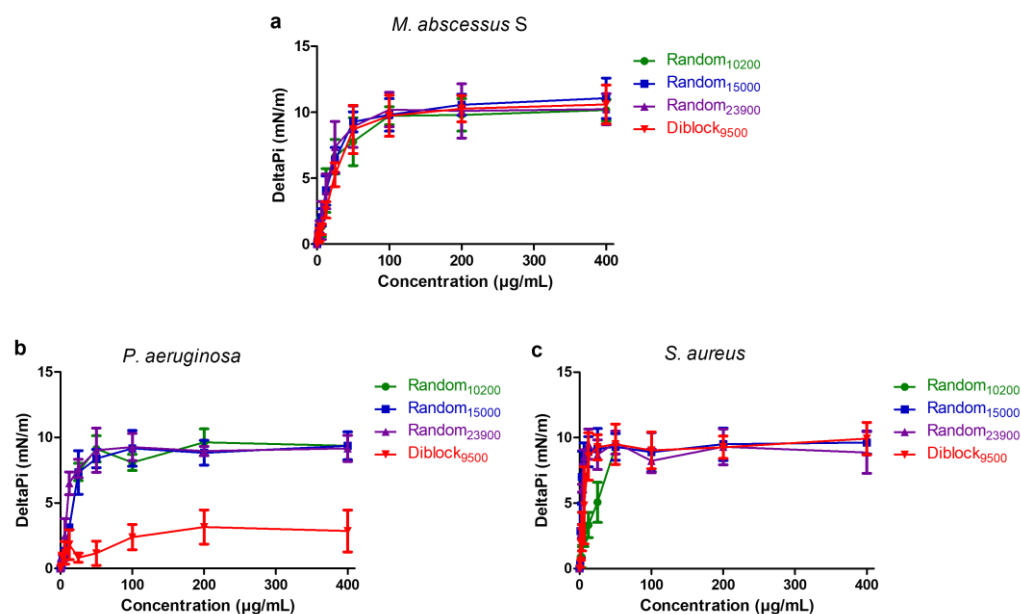 a
M. abscessus S
15
10
5
0
DeltaPi (mN/m)
0 100 200 300 400
Concentration (µg/mL)
Random10200
Random15000
Random23900
Diblock9500
b
P. aeruginosa
15
10
5
0
DeltaPi (mN/m)
0 100 200 300 400
Concentration (µg/mL)
Random10200
Random15000
Random23900
Diblock9500
c
S. aureus
15
10
5
0
DeltaPi (mN/m)
0 100 200 300 400
Concentration (µg/mL)
Random10200
Random15000
Random23900
Diblock9500